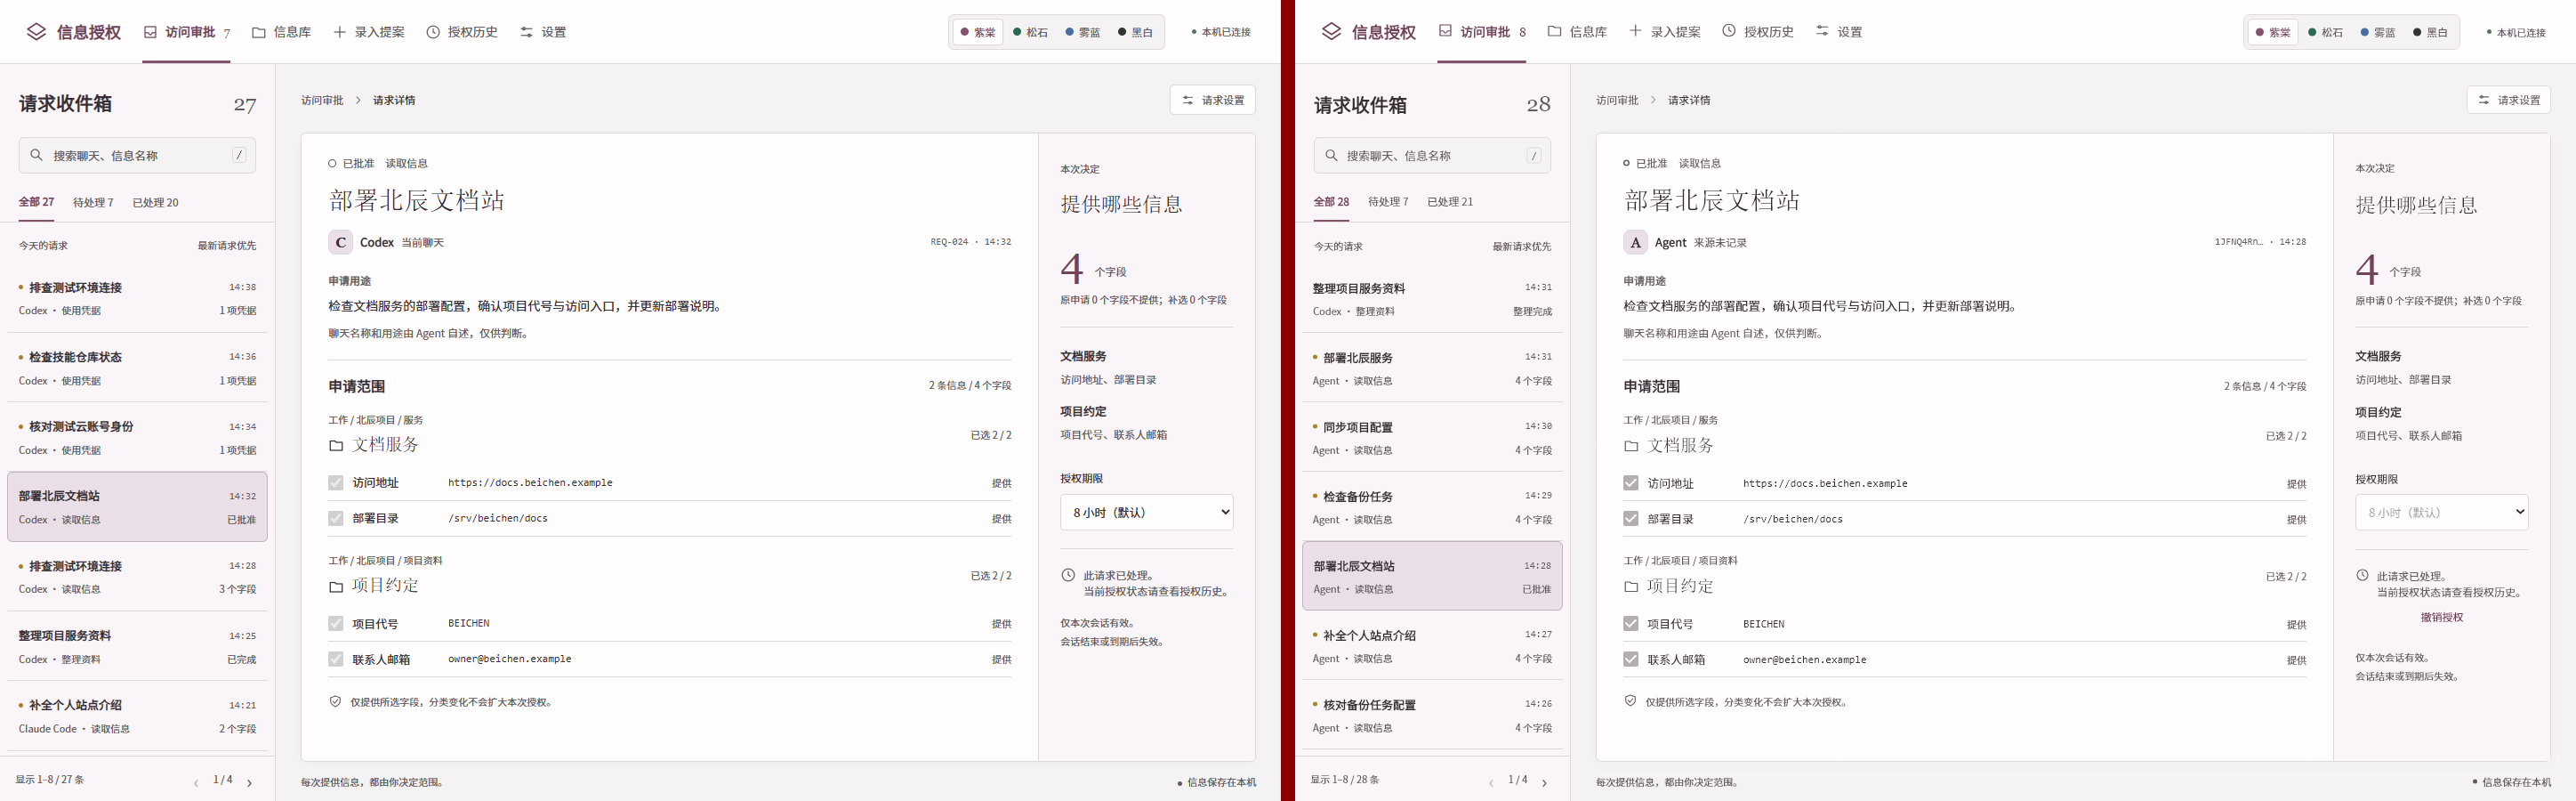 信息授权 访问审批 7 信息库 录入提案 授权历史 设置 紫棠 松石 雾蓝 黑白 本机已连接
请求收件箱 27
搜索聊天、信息名称 /
全部 27 待处理 7 已处理 20
今天的请求 最新请求优先
排查测试环境连接 14:38
Codex · 使用凭据 1 项凭据
检查技能仓库状态 14:36
Codex · 使用凭据 1 项凭据
核对测试云账号身份 14:34
Codex · 使用凭据 1 项凭据
部署北辰文档站 14:32
Codex · 读取信息 已批准
排查测试环境连接 14:28
Codex · 读取信息 3 个字段
整理项目服务资料 14:25
Codex · 整理资料 已完成
补全个人站点介绍 14:21
Claude Code · 读取信息 2 个字段
显示 1–8 / 27 条 ‹ 1 / 4 ›
访问审批 > 请求详情 请求设置
已批准 读取信息
部署北辰文档站
C Codex 当前聊天 REQ-024 · 14:32
申请用途
检查文档服务的部署配置，确认项目代号与访问入口，并更新部署说明。
聊天名称和用途由 Agent 自述，仅供判断。
申请范围 2 条信息 / 4 个字段
工作 / 北辰项目 / 服务
文档服务 已选 2 / 2
访问地址 https://docs.beichen.example 提供
部署目录 /srv/beichen/docs 提供
工作 / 北辰项目 / 项目资料
项目约定 已选 2 / 2
项目代号 BEICHEN 提供
联系人邮箱 owner@beichen.example 提供
仅提供所选字段，分类变化不会扩大本次授权。
本次决定
提供哪些信息
4 个字段
原申请 0 个字段不提供；补选 0 个字段
文档服务
访问地址、部署目录
项目约定
项目代号、联系人邮箱
授权期限
8 小时（默认）
此请求已处理。
当前授权状态请查看授权历史。
仅本次会话有效。
会话结束或到期后失效。
每次提供信息，都由你决定范围。 信息保存在本机
信息授权 访问审批 8 信息库 录入提案 授权历史 设置 紫棠 松石 雾蓝 黑白 本机已连接
请求收件箱 28
搜索聊天、信息名称 /
全部 28 待处理 7 已处理 21
今天的请求 最新请求优先
整理项目服务资料 14:31
Codex · 整理资料 整理完成
部署北辰服务 14:31
Agent · 读取信息 4 个字段
同步项目配置 14:30
Agent · 读取信息 4 个字段
检查备份任务 14:29
Agent · 读取信息 4 个字段
部署北辰文档站 14:28
Agent · 读取信息 已批准
补全个人站点介绍 14:27
Agent · 读取信息 4 个字段
核对备份任务配置 14:26
Agent · 读取信息 4 个字段
显示 1–8 / 28 条 ‹ 1 / 4 ›
访问审批 > 请求详情 请求设置
已批准 读取信息
部署北辰文档站
A Agent 来源未记录 1JFNQ4Rn… · 14:28
申请用途
检查文档服务的部署配置，确认项目代号与访问入口，并更新部署说明。
聊天名称和用途由 Agent 自述，仅供判断。
申请范围 2 条信息 / 4 个字段
工作 / 北辰项目 / 服务
文档服务 已选 2 / 2
访问地址 https://docs.beichen.example 提供
部署目录 /srv/beichen/docs 提供
工作 / 北辰项目 / 项目资料
项目约定 已选 2 / 2
项目代号 BEICHEN 提供
联系人邮箱 owner@beichen.example 提供
仅提供所选字段，分类变化不会扩大本次授权。
本次决定
提供哪些信息
4 个字段
原申请 0 个字段不提供；补选 0 个字段
文档服务
访问地址、部署目录
项目约定
项目代号、联系人邮箱
授权期限
8 小时（默认）
此请求已处理。
当前授权状态请查看授权历史。
撤销授权
仅本次会话有效。
会话结束或到期后失效。
每次提供信息，都由你决定范围。 信息保存在本机